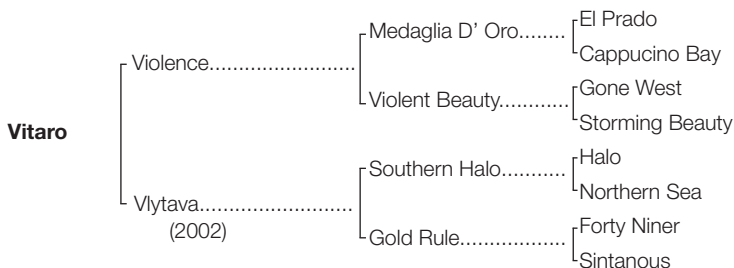 El Prado
Medaglia D' Oro........
Cappucino Bay
Violence........................
Gone West
Violent Beauty............
Storming Beauty
Vitaro
Halo
Southern Halo...........
Northern Sea
Vlytava..........................
(2002)
Forty Niner
Gold Rule..................
Sintanous